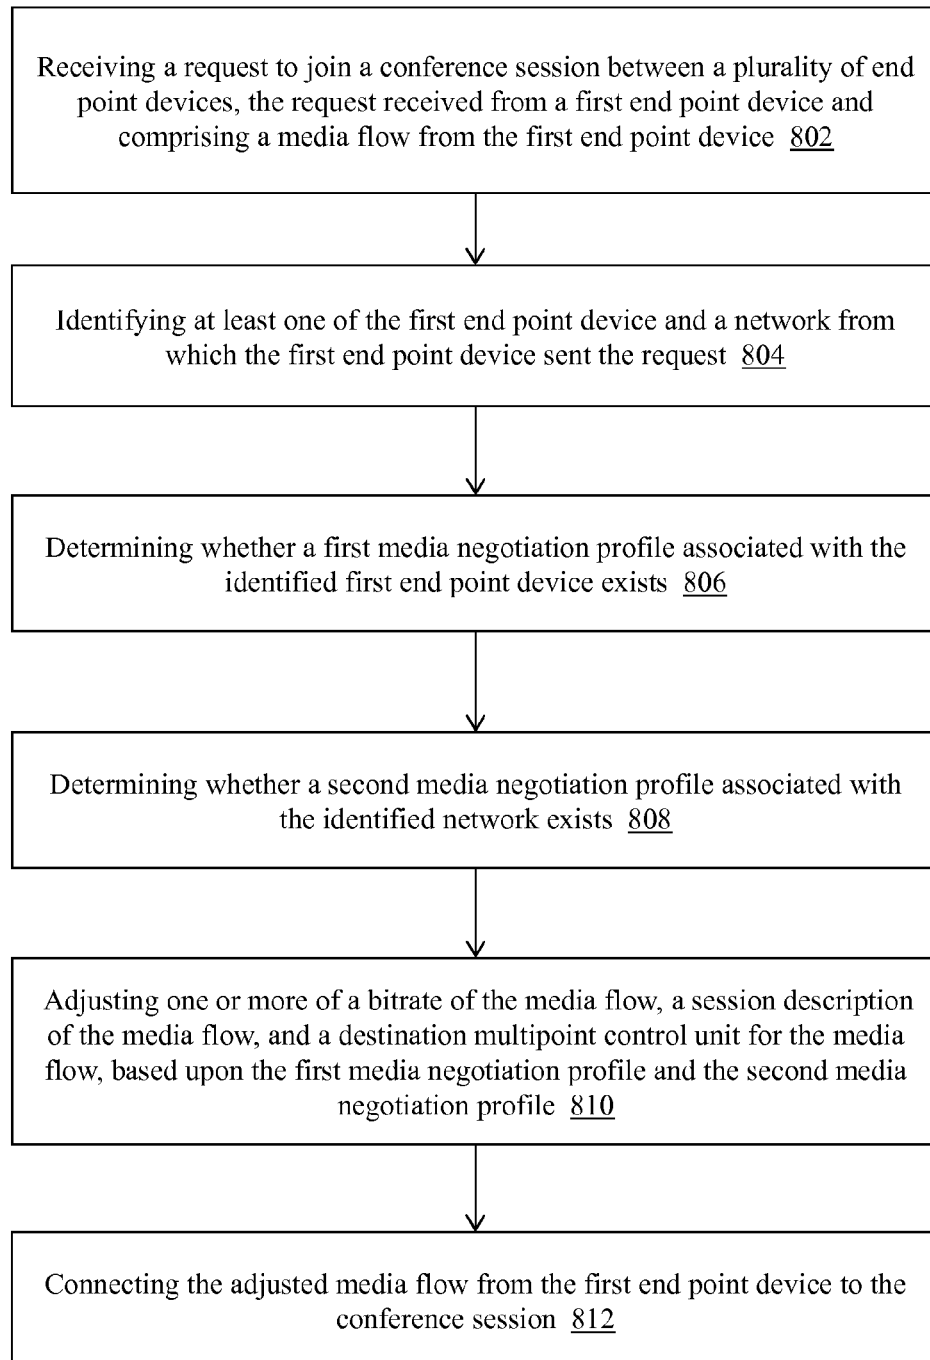 Receiving a request to join a conference session between a plurality of end
point devices, the request received from a first end point device and
comprising a media flow from the first end point device 802
Identifying at least one of the first end point device and a network from
which the first end point device sent the request 804
Determining whether a first media negotiation profile associated with the
identified first end point device exists 806
Determining whether a second media negotiation profile associated with
the identified network exists 808
Adjusting one or more of a bitrate of the media flow, a session description
of the media flow, and a destination multipoint control unit for the media
flow, based upon the first media negotiation profile and the second media
negotiation profile 810
Connecting the adjusted media flow from the first end point device to the
conference session 812